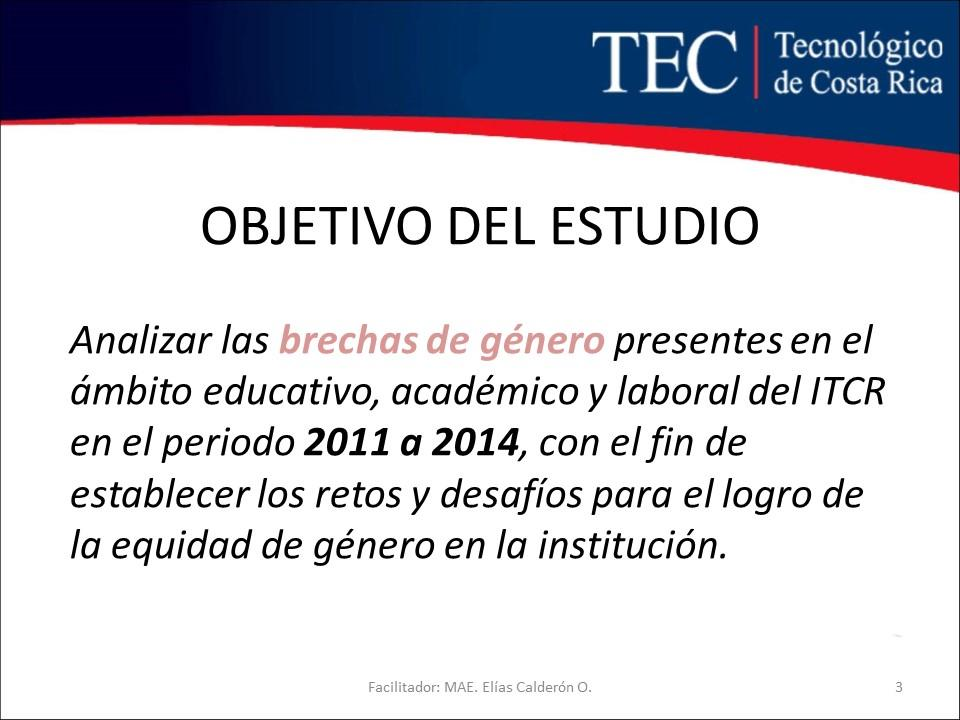 TEC
Tecnológico
de Costa Rica
OBJETIVO DEL ESTUDIO
Analizar las brechas de género presentes en el
ámbito educativo, académico y laboral del ITCR
en el periodo 2011 a 2014, con el fin de
establecer los retos y desafíos para el logro de
la equidad de género en la institución.
Facilitador: MAE. Elías Calderón O.
3